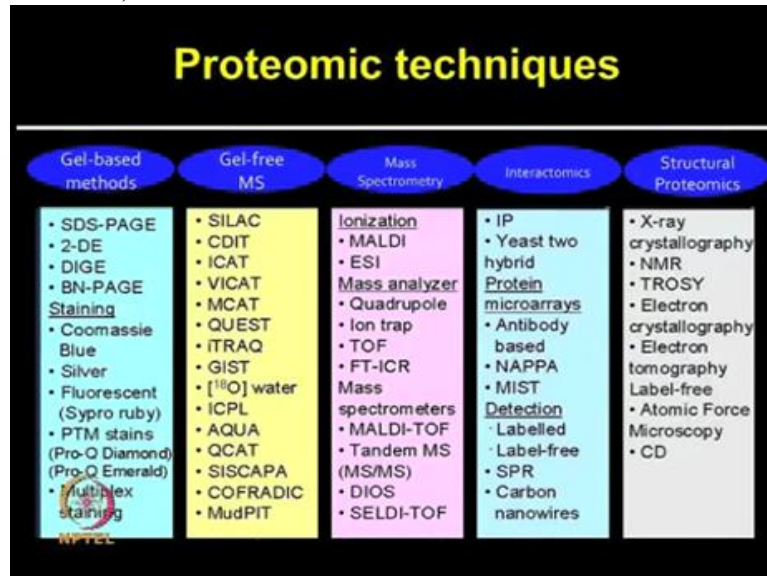 Proteomic techniques
Gel-based
methods
• SDS-PAGE
• 2-DE
• DIGE
• BN-PAGE
Staining
• Coomassie
Blue
• Silver
• Fluorescent
(Sypro ruby)
• PTM stains
(Pro-Q Diamond)
(Pro-Q Emerald)
• Multiplex
staining
NPTEL
Gel-free
MS
• SILAC
• CDIT
• ICAT
• VICAT
• MCAT
• QUEST
• iTRAQ
• GIST
• [¹⁸O] water
• ICPL
• AQUA
• QCAT
• SISCAPA
• COFRADIC
• MudPIT
Mass
Spectrometry
Ionization
• MALDI
• ESI
Mass analyzer
• Quadrupole
• Ion trap
• TOF
• FT-ICR
Mass
spectrometers
• MALDI-TOF
• Tandem MS
(MS/MS)
• DIOS
• SELDI-TOF
Interactomics
• IP
• Yeast two
hybrid
Protein
microarrays
• Antibody
based
• NAPPA
• MIST
Detection
· Labelled
· Label-free
• SPR
• Carbon
nanowires
Structural
Proteomics
• X-ray
crystallography
• NMR
• TROSY
• Electron
crystallography
• Electron
tomography
Label-free
• Atomic Force
Microscopy
• CD